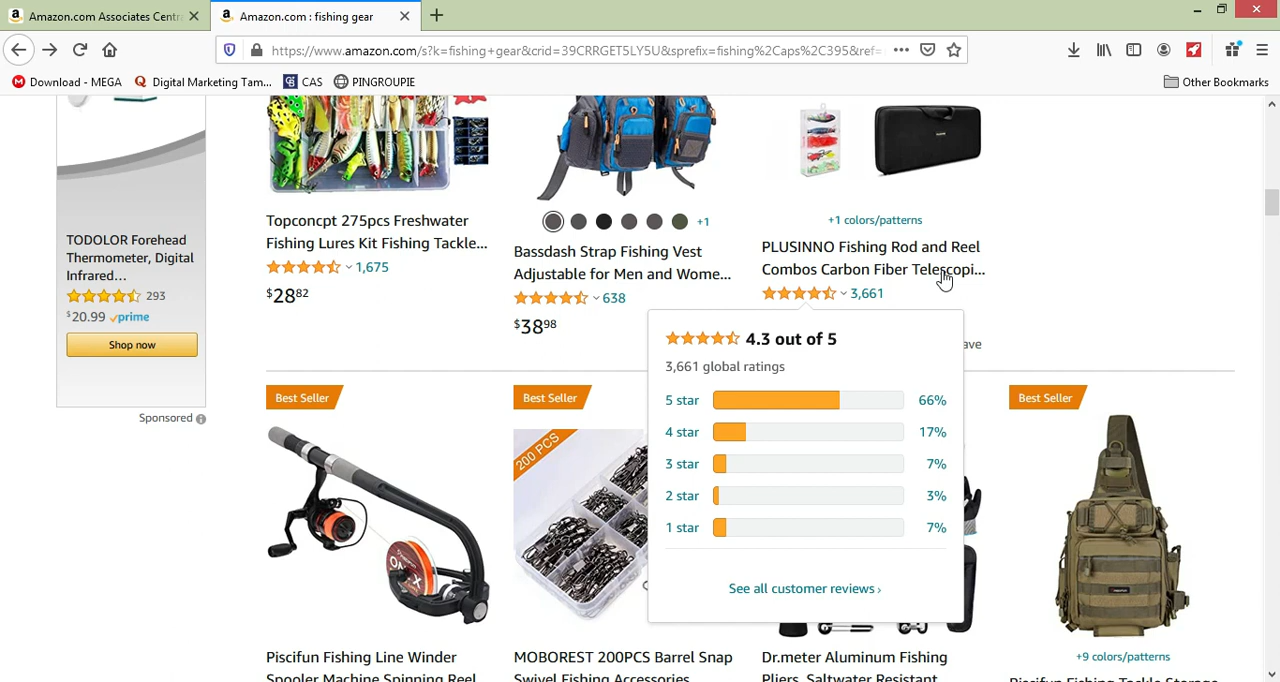 Amazon.com Associates Centr
Amazon.com : fishing gear
https://www.amazon.com/s?k=fishing+gear&crid=39CRRGET5LY5U&sprefix=fishing%2Caps%2C395&ref=
Download - MEGA
Digital Marketing Tam...
CAS
PINGROUPIE
Other Bookmarks
TODOLOR Forehead
Thermometer, Digital
Infrared...
293
$20.99 prime
Shop now
Sponsored
Topconcpt 275pcs Freshwater
Fishing Lures Kit Fishing Tackle...
1,675
$28⁸²
+1
Bassdash Strap Fishing Vest
Adjustable for Men and Wome...
638
$38⁹⁸
+1 colors/patterns
PLUSINNO Fishing Rod and Reel
Combos Carbon Fiber Telescopi...
3,661
ave
4.3 out of 5
3,661 global ratings
5 star 66%
4 star 17%
3 star 7%
2 star 3%
1 star 7%
See all customer reviews ›
Best Seller
Piscifun Fishing Line Winder
Spooler Machine Spinning Reel
Best Seller
200 PCS
MOBOREST 200PCS Barrel Snap
Swivel Fishing Accessories
Dr.meter Aluminum Fishing
Pliers, Saltwater Resistant
Best Seller
+9 colors/patterns
Piscifun Fishing Tackle Storage